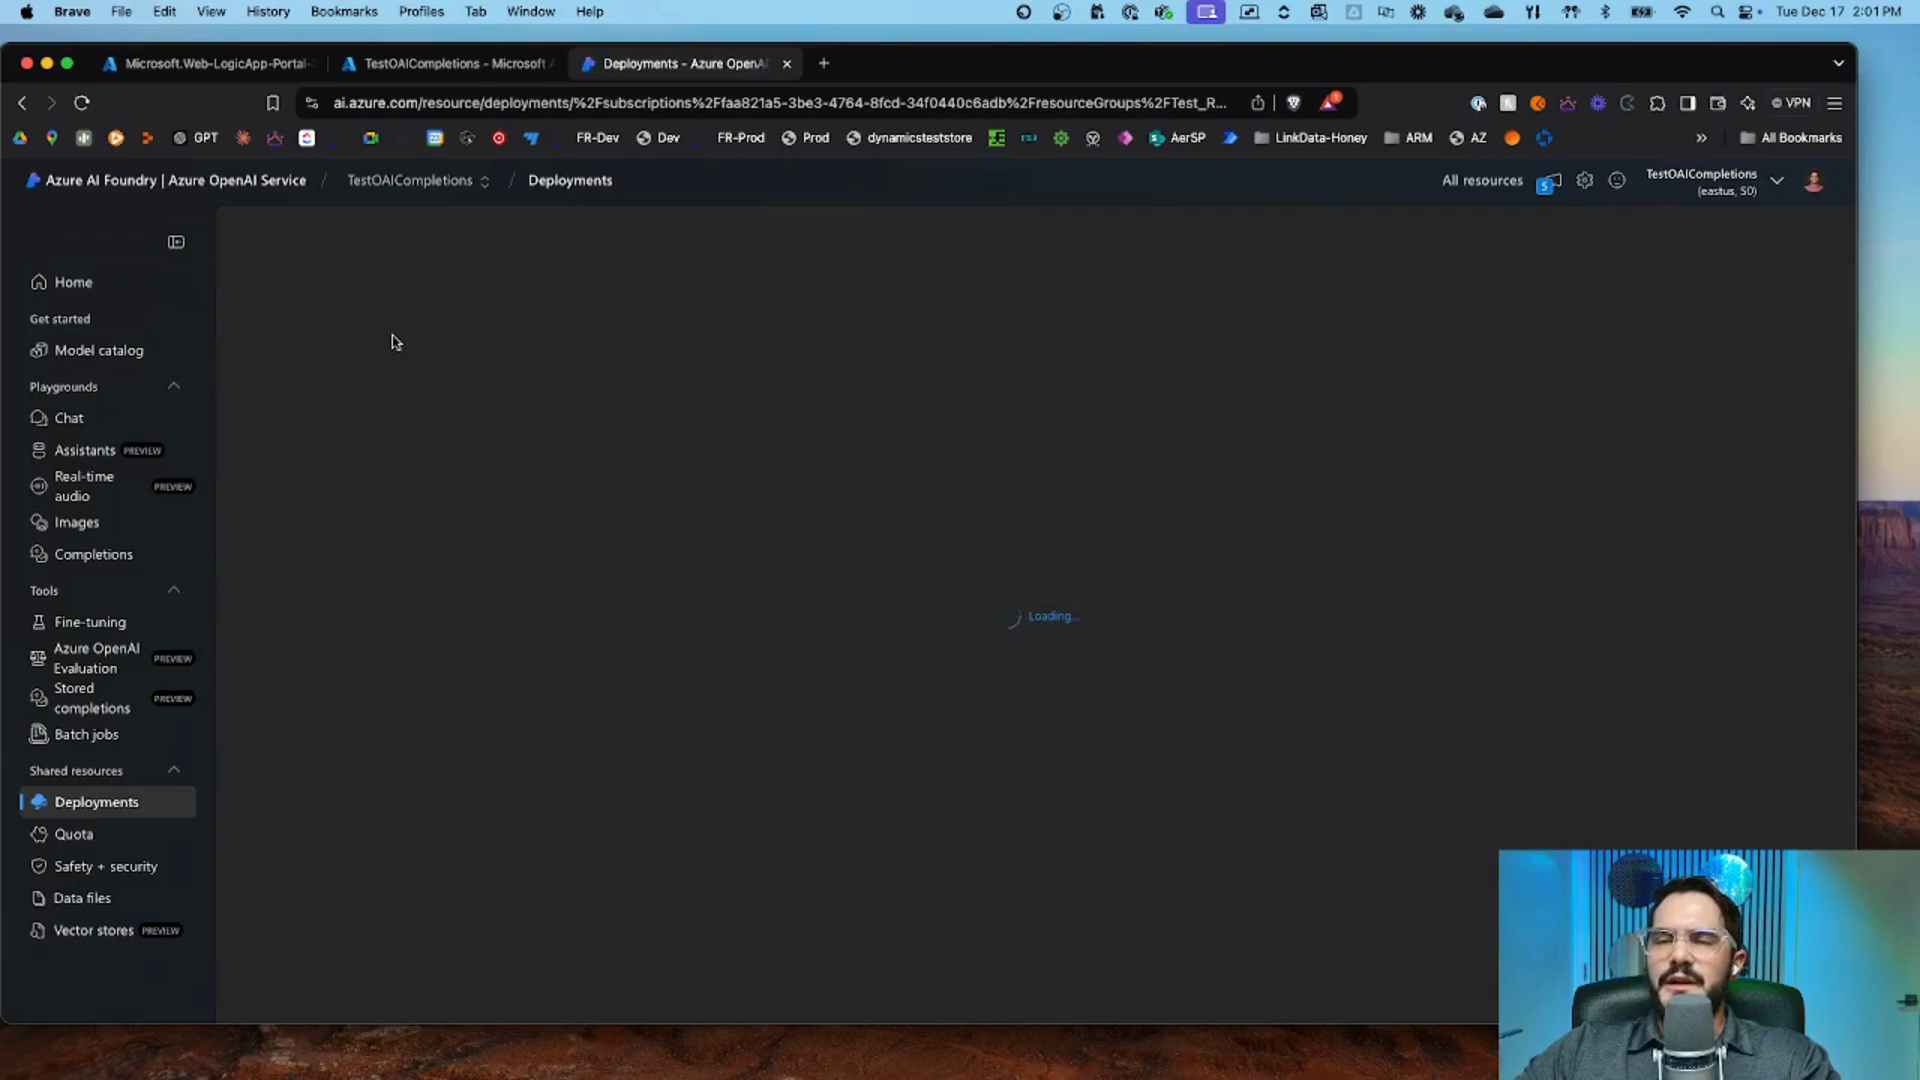 Brave File Edit View History Bookmarks Profiles Tab Window Help Tue Dec 17 2:01 PM
Microsoft.Web-LogicApp-Portal- TestOAICompletions - Microsoft Deployments - Azure OpenAI
ai.azure.com/resource/deployments/%2Fsubscriptions%2Ffaa821a5-3be3-4764-8fcd-34f0440c6adb%2FresourceGroups%2FTest_R... VPN
GPT FR-Dev Dev FR-Prod Prod dynamicsteststore AerSP LinkData-Honey ARM AZ » All Bookmarks
Azure AI Foundry | Azure OpenAI Service / TestOAICompletions / Deployments All resources 5 TestOAICompletions
(eastus, S0)
Home
Get started
Model catalog
Playgrounds
Chat
Assistants PREVIEW
Real-time
audio PREVIEW
Images
Completions
Tools
Fine-tuning
Azure OpenAI
Evaluation PREVIEW
Stored
completions PREVIEW
Batch jobs
Shared resources
Deployments
Quota
Safety + security
Data files
Vector stores PREVIEW
Loading...